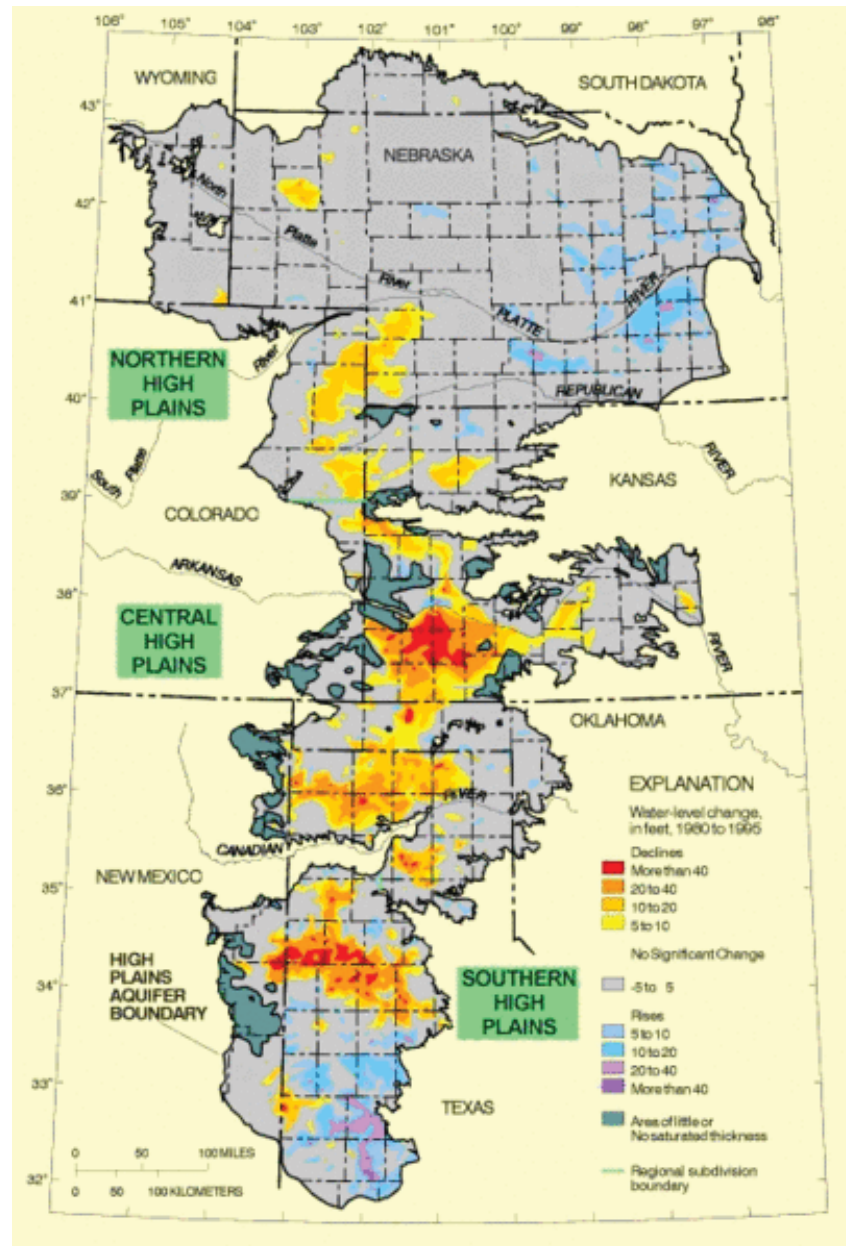 106° 105° 104° 103° 102° 101° 100° 99° 98° 96°
WYOMING
SOUTH DAKOTA
43°
NEBRASKA
42°
North
Platte
River
41°
PLATTE
RIVER
NORTHERN
HIGH
PLAINS
River
REPUBLICAN
40°
RIVER
South
Platte
KANSAS
39°
COLORADO
ARKANSAS
38°
CENTRAL
HIGH
PLAINS
RIVER
37°
OKLAHOMA
36°
RIVER
CANADIAN
EXPLANATION
Water-level change,
in feet, 1980 to 1995
Declines
More than 40
20 to 40
10 to 20
5 to 10
No Significant Change
-5 to 5
Rises
5 to 10
10 to 20
20 to 40
More than 40
Area of little or
No saturated thickness
Regional subdivision
boundary
NEW MEXICO
35°
HIGH
PLAINS
AQUIFER
BOUNDARY
SOUTHERN
HIGH
PLAINS
34°
33°
TEXAS
0 50 100 MILES
32°
0 50 100 KILOMETERS